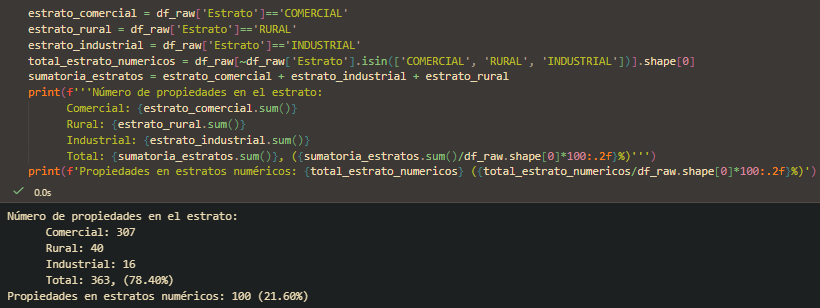 estrato_comercial = df_raw['Estrato']=='COMERCIAL'
estrato_rural = df_raw['Estrato']=='RURAL'
estrato_industrial = df_raw['Estrato']=='INDUSTRIAL'
total_estrato_numericos = df_raw[~df_raw['Estrato'].isin(['COMERCIAL', 'RURAL', 'INDUSTRIAL'])].shape[0]
sumatoria_estratos = estrato_comercial + estrato_industrial + estrato_rural
print(f'''Número de propiedades en el estrato:
      Comercial: {estrato_comercial.sum()}
      Rural: {estrato_rural.sum()}
      Industrial: {estrato_industrial.sum()}
      Total: {sumatoria_estratos.sum()}, ({sumatoria_estratos.sum()/df_raw.shape[0]*100:.2f}%)''')
print(f'Propiedades en estratos numéricos: {total_estrato_numericos} ({total_estrato_numericos/df_raw.shape[0]*100:.2f}%)')
0.0s
Número de propiedades en el estrato:
      Comercial: 307
      Rural: 40
      Industrial: 16
      Total: 363, (78.40%)
Propiedades en estratos numéricos: 100 (21.60%)